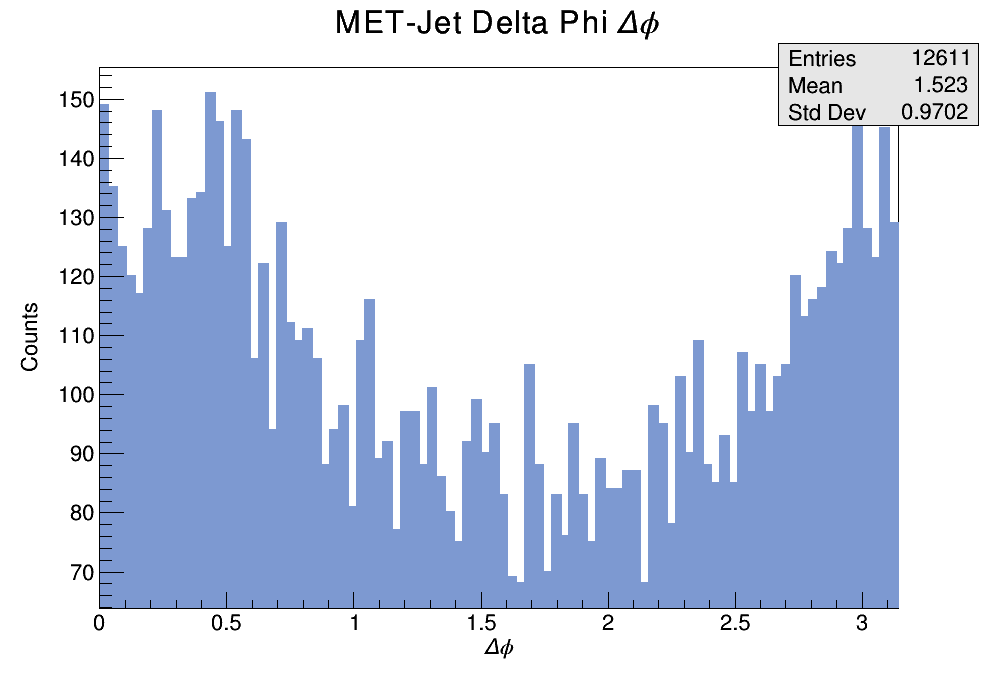 MET-Jet Delta Phi Δϕ
Entries 12611
Mean 1.523
Std Dev 0.9702
150
140
130
120
110
100
90
80
70
Counts
0 0.5 1 1.5 2 2.5 3
Δϕ